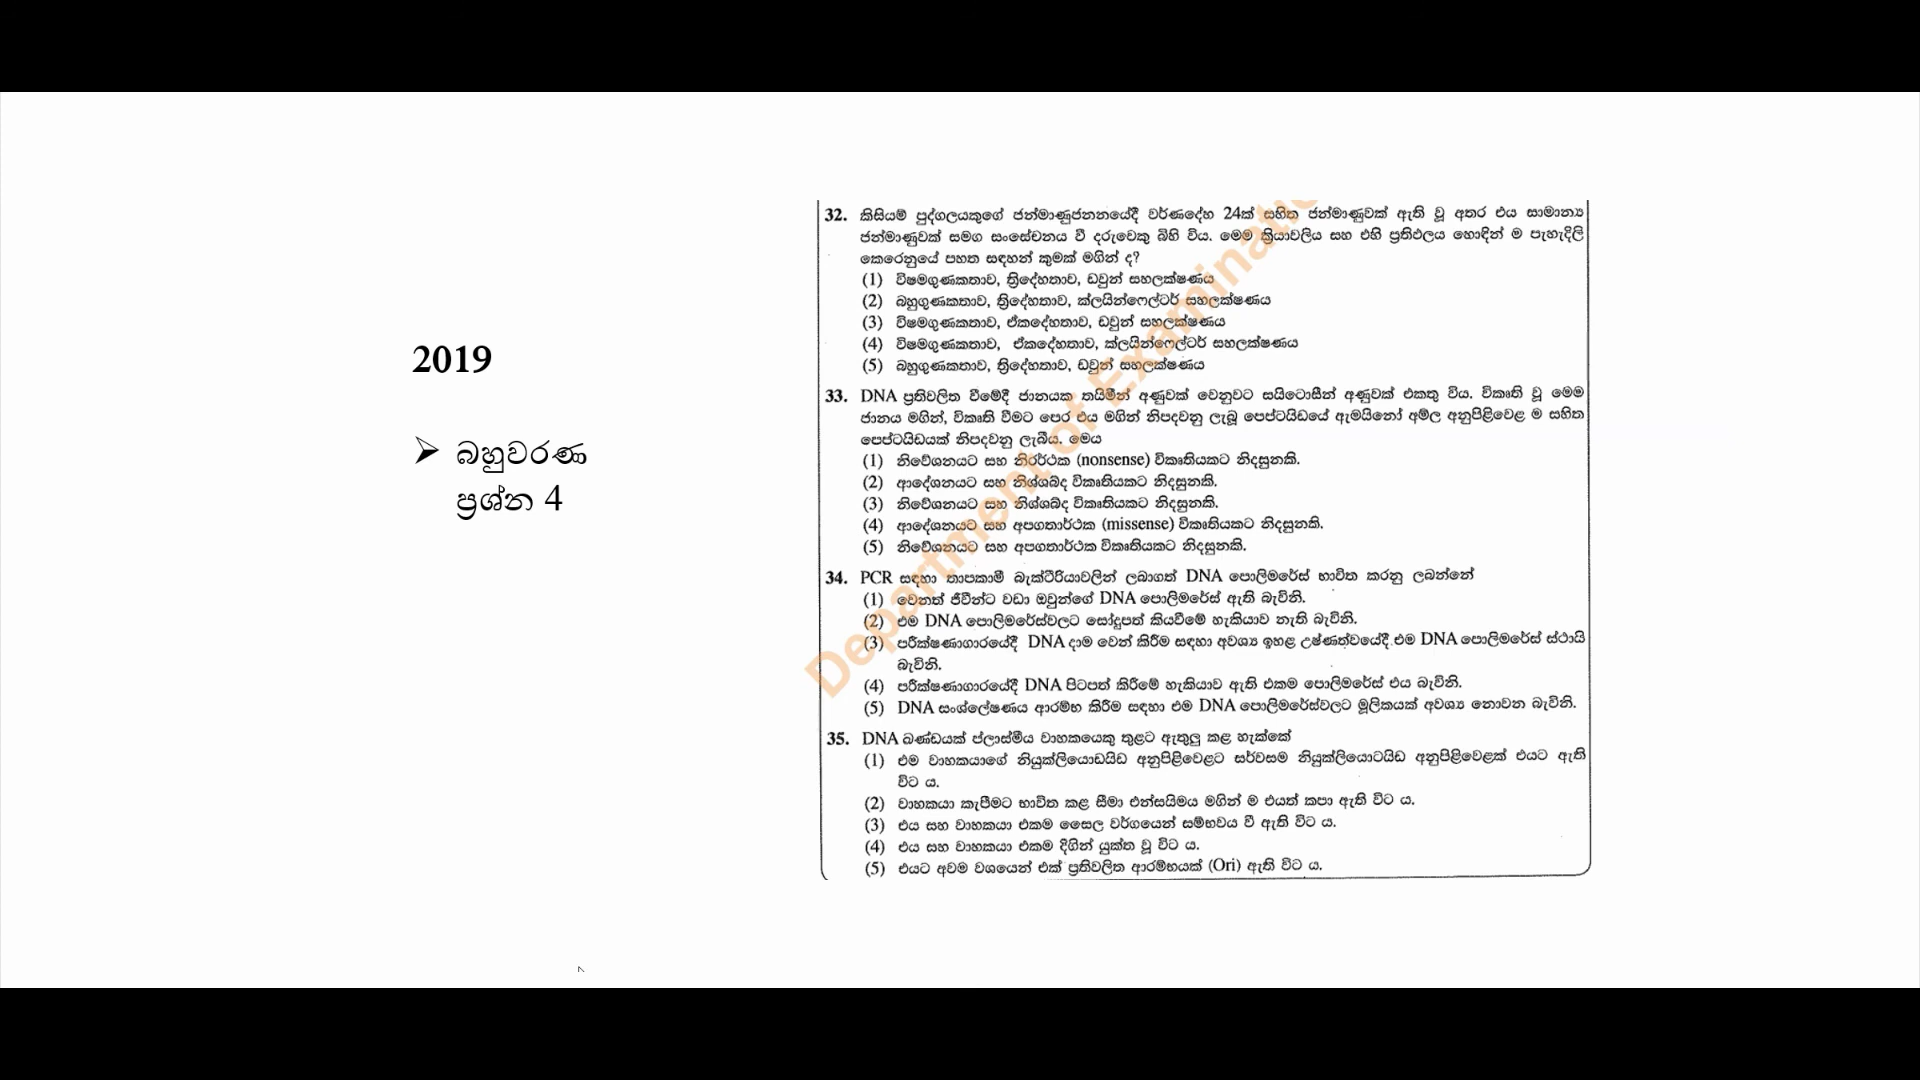 2019
➢ බහුවරණ
ප්‍රශ්න 4
32. කිසියම් පුද්ගලයකුගේ ජන්මාණුජනනයේදී වර්ණදේහ 24ක් සහිත ජන්මාණුවක් ඇති වූ අතර එය සාමාන්‍ය
ජන්මාණුවක් සමග සංසේචනය වී දරුවෙකු බිහි විය. මෙම ක්‍රියාවලිය සහ එහි ප්‍රතිඵලය හොඳින් ම පැහැදිලි
කෙරෙනුයේ පහත සඳහන් කුමක් මගින් ද?
(1) විෂමගුණකතාව, ත්‍රිදේහතාව, ඩවුන් සහලක්ෂණය
(2) බහුගුණකතාව, ත්‍රිදේහතාව, ක්ලයින්ෆෙල්ටර් සහලක්ෂණය
(3) විෂමගුණකතාව, ඒකදේහතාව, ඩවුන් සහලක්ෂණය
(4) විෂමගුණකතාව, ඒකදේහතාව, ක්ලයින්ෆෙල්ටර් සහලක්ෂණය
(5) බහුගුණකතාව, ත්‍රිදේහතාව, ඩවුන් සහලක්ෂණය
33. DNA ප්‍රතිවලිත වීමේදී ජානයක තයිමීන් අණුවක් වෙනුවට සයිටොසීන් අණුවක් එකතු විය. විකෘති වූ මෙම
ජානය මගින්, විකෘති වීමට පෙර එය මගින් නිපදවනු ලැබූ පෙප්ටයිඩයේ ඇමයිනෝ අම්ල අනුපිළිවෙළ ම සහිත
පෙප්ටයිඩයක් නිපදවනු ලැබීය. මෙය
(1) නිවේශනයට සහ නිරර්ථක (nonsense) විකෘතියකට නිදසුනකි.
(2) ආදේශනයට සහ නිශ්ශබ්ද විකෘතියකට නිදසුනකි.
(3) නිවේශනයට සහ නිශ්ශබ්ද විකෘතියකට නිදසුනකි.
(4) ආදේශනයට සහ අපගතාර්ථක (missense) විකෘතියකට නිදසුනකි.
(5) නිවේශනයට සහ අපගතාර්ථක විකෘතියකට නිදසුනකි.
34. PCR සඳහා තාපකාමී බැක්ටීරියාවලින් ලබාගත් DNA පොලිමරේස් භාවිත කරනු ලබන්නේ
(1) වෙනත් ජීවීන්ට වඩා ඔවුන්ගේ DNA පොලිමරේස් ඇති බැවිනි.
(2) එම DNA පොලිමරේස්වලට සෝදුපත් කියවීමේ හැකියාව නැති බැවිනි.
(3) පරීක්ෂණාගාරයේදී DNA දාම වෙන් කිරීම සඳහා අවශ්‍ය ඉහළ උෂ්ණත්වයේදී එම DNA පොලිමරේස් ස්ථායි
බැවිනි.
(4) පරීක්ෂණාගාරයේදී DNA පිටපත් කිරීමේ හැකියාව ඇති එකම පොලිමරේස් එය බැවිනි.
(5) DNA සංශ්ලේෂණය ආරම්භ කිරීම සඳහා එම DNA පොලිමරේස්වලට මූලිකයක් අවශ්‍ය නොවන බැවිනි.
35. DNA ඛණ්ඩයක් ප්ලාස්මීය වාහකයෙකු තුළට ඇතුලු කළ හැක්කේ
(1) එම වාහකයාගේ නියුක්ලියොඩයිඩ අනුපිළිවෙළට සර්වසම නියුක්ලියොටයිඩ අනුපිළිවෙළක් එයට ඇති
විට ය.
(2) වාහකයා කැපීමට භාවිත කළ සීමා එන්සයිමය මගින් ම එයත් කපා ඇති විට ය.
(3) එය සහ වාහකයා එකම සෛල වර්ගයෙන් සම්භවය වී ඇති විට ය.
(4) එය සහ වාහකයා එකම දිගින් යුක්ත වූ විට ය.
(5) එයට අවම වශයෙන් එක් ප්‍රතිවලිත ආරම්භයක් (Ori) ඇති විට ය.
Department of Examinatio